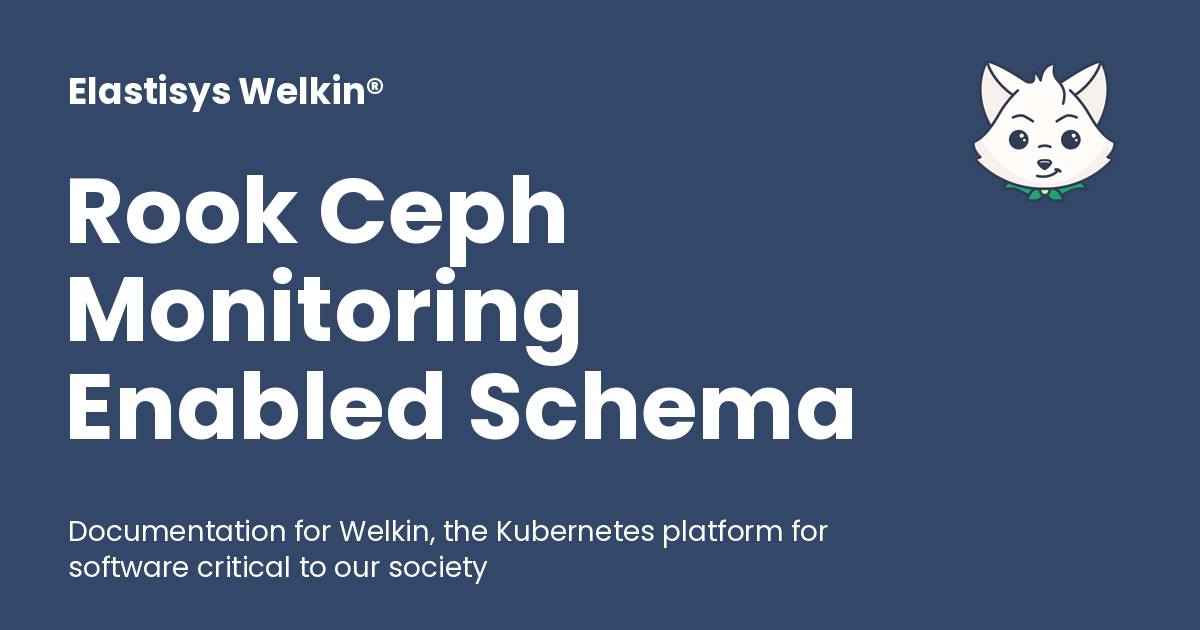 Elastisys Welkin®
Rook Ceph
Monitoring
Enabled Schema
Documentation for Welkin, the Kubernetes platform for
software critical to our society